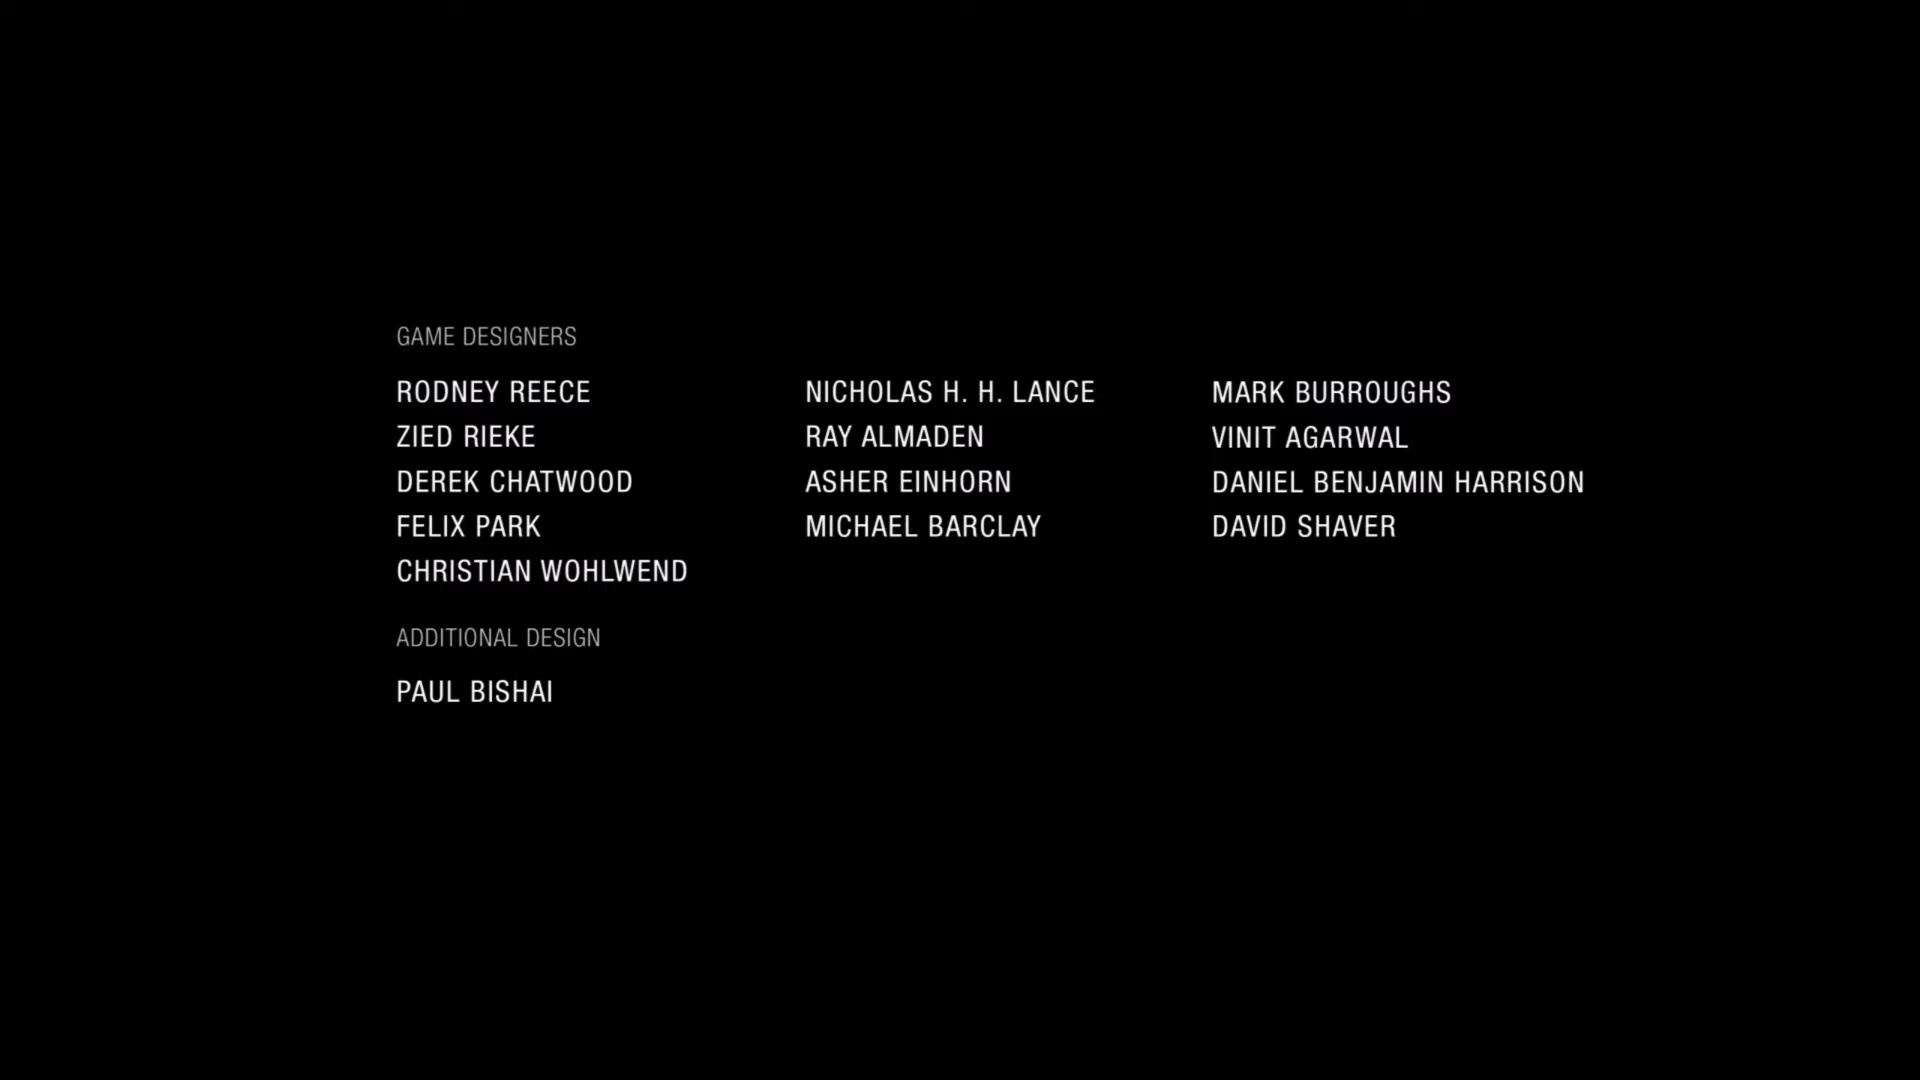 GAME DESIGNERS
RODNEY REECE
ZIED RIEKE
DEREK CHATWOOD
FELIX PARK
CHRISTIAN WOHLWEND
NICHOLAS H. H. LANCE
RAY ALMADEN
ASHER EINHORN
MICHAEL BARCLAY
MARK BURROUGHS
VINIT AGARWAL
DANIEL BENJAMIN HARRISON
DAVID SHAVER
ADDITIONAL DESIGN
PAUL BISHAI